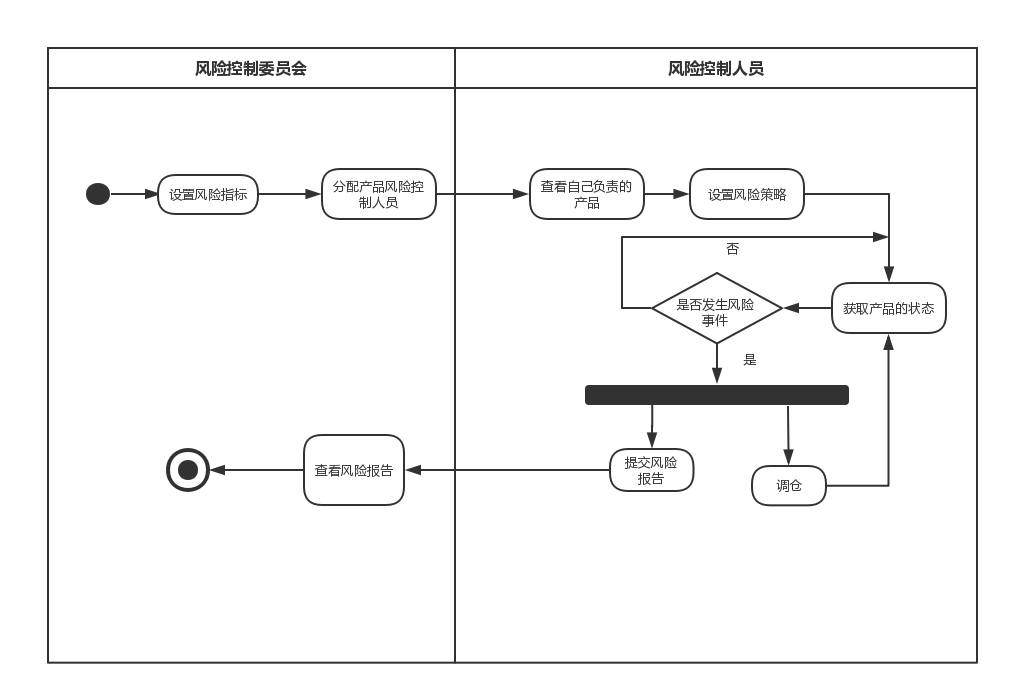 风险控制委员会
风险控制人员
设置风险指标
分配产品风险控
制人员
查看自己负责的
产品
设置风险策略
否
是否发生风险
事件
获取产品的状态
是
查看风险报告
提交风险
报告
调仓